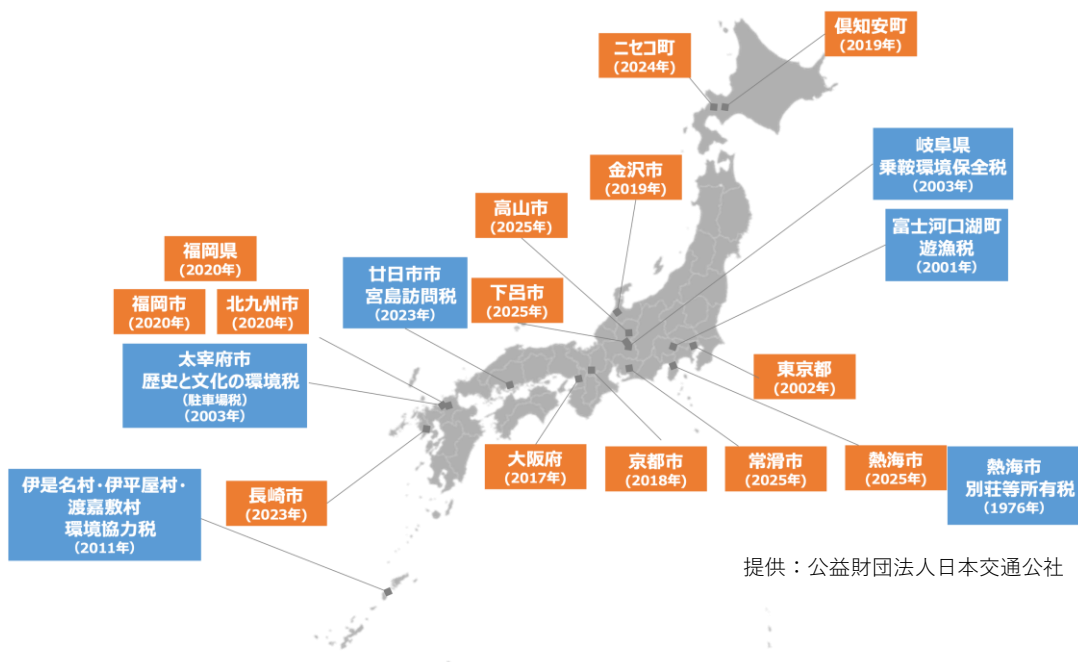 倶知安町
(2019年)
ニセコ町
(2024年)
岐阜県
乗鞍環境保全税
(2003年)
金沢市
(2019年)
高山市
(2025年)
富士河口湖町
遊漁税
(2001年)
福岡県
(2020年)
廿日市市
宮島訪問税
(2023年)
下呂市
(2025年)
福岡市
(2020年)
北九州市
(2020年)
太宰府市
歴史と文化の環境税
(駐車場税)
(2003年)
東京都
(2002年)
大阪府
(2017年)
京都市
(2018年)
常滑市
(2025年)
熱海市
(2025年)
熱海市
別荘等所有税
(1976年)
伊是名村・伊平屋村・
渡嘉敷村
環境協力税
(2011年)
長崎市
(2023年)
提供：公益財団法人日本交通公社